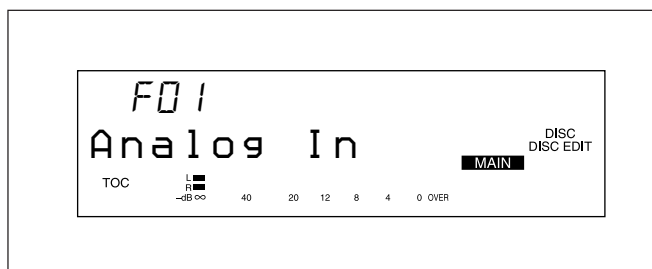 F01
Analog In
DISC
DISC EDIT
MAIN
TOC
L
R
–dB ∞ 40 20 12 8 4 0 OVER